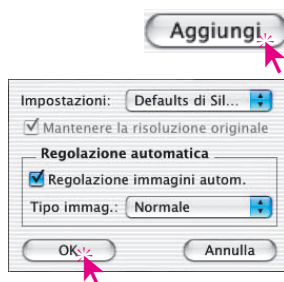 Aggiungi
Impostazioni: Defaults di Sil...
Mantenere la risoluzione originale
Regolazione automatica
Regolazione immagini autom.
Tipo immag.: Normale
OK Annulla